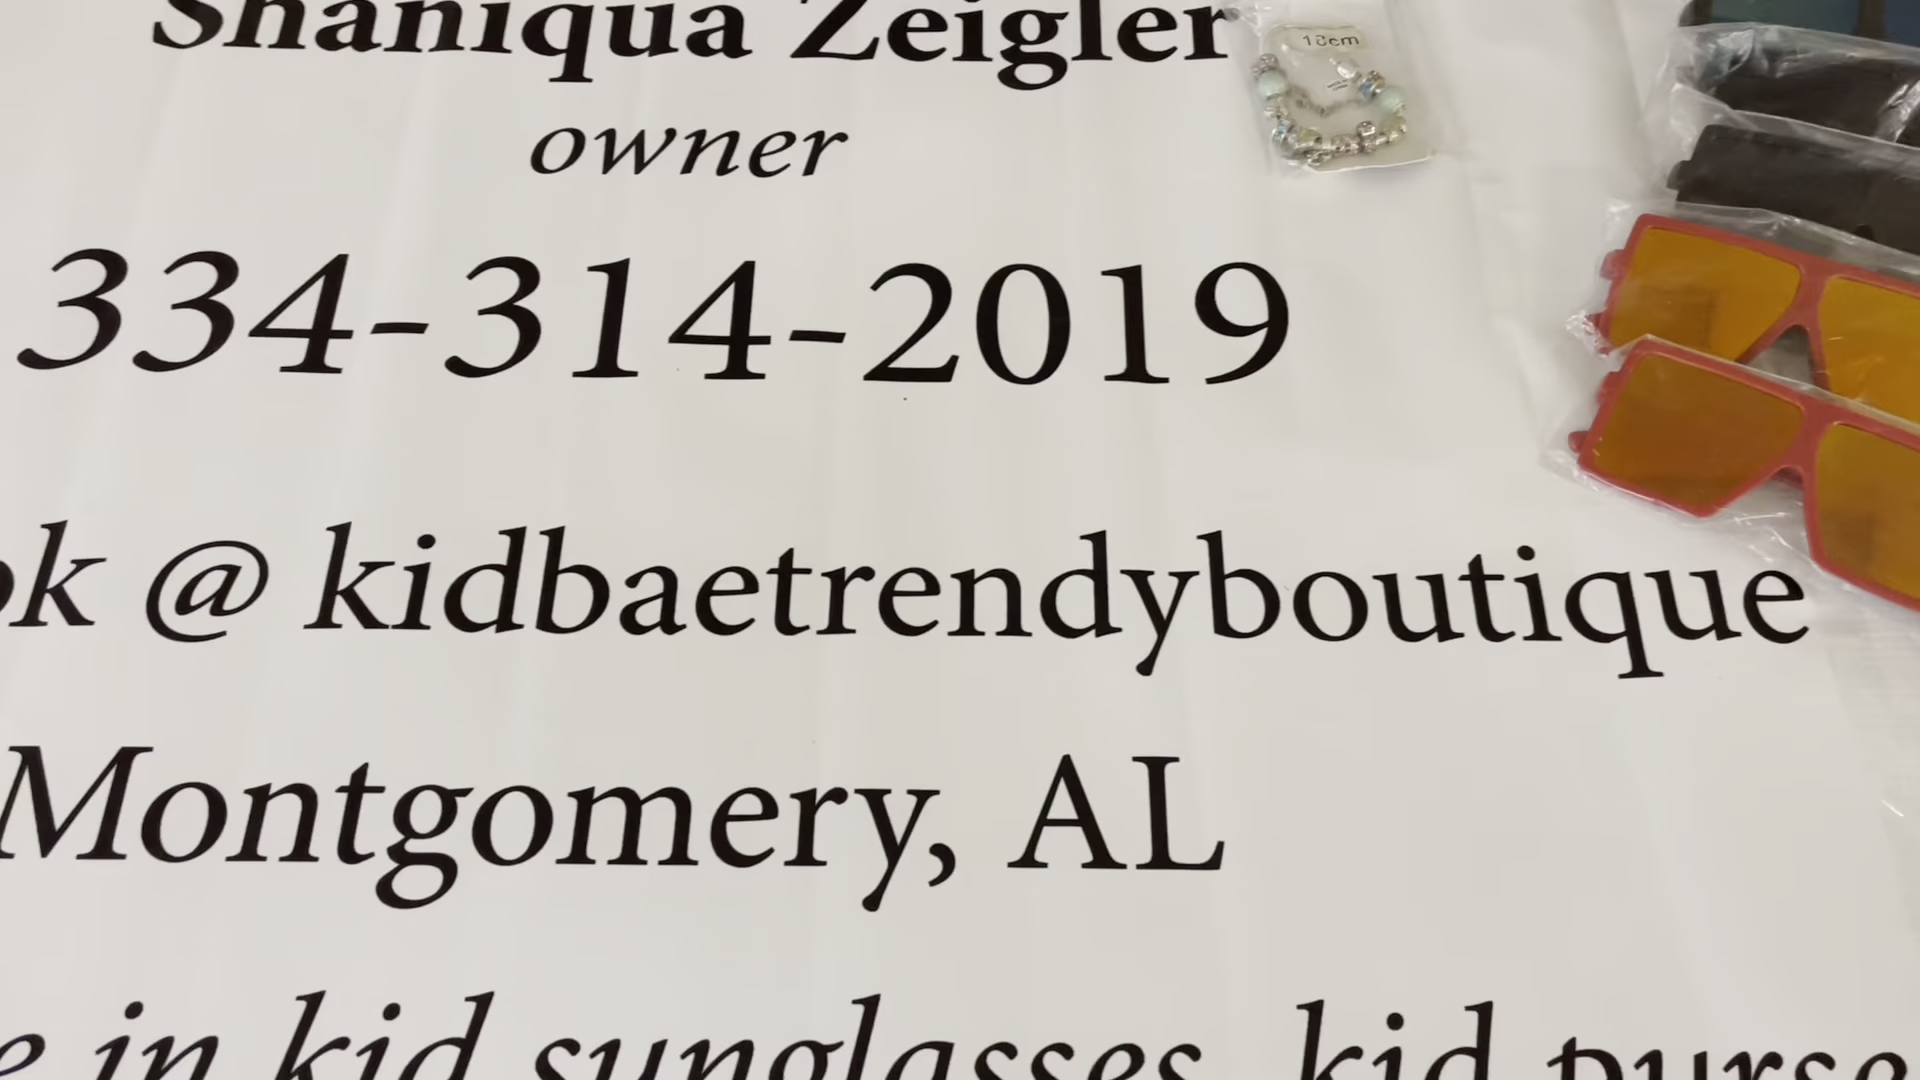 Shaniqua Zeigler
18cm
owner
334-314-2019
@ kidbaetrendyboutique
Montgomery, AL
in kid sunglasses, kid